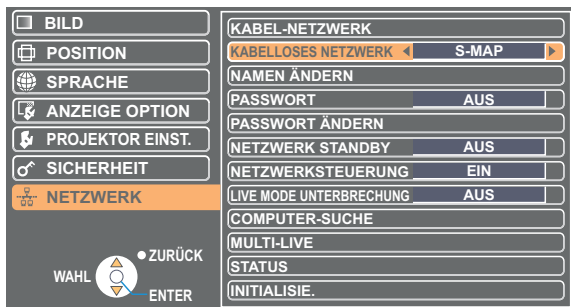 BILD
POSITION
SPRACHE
ANZEIGE OPTION
PROJEKTOR EINST.
SICHERHEIT
NETZWERK
ZURÜCK
WAHL
ENTER
KABEL-NETZWERK
KABELLOSES NETZWERK S-MAP
NAMEN ÄNDERN
PASSWORT AUS
PASSWORT ÄNDERN
NETZWERK STANDBY AUS
NETZWERKSTEUERUNG EIN
LIVE MODE UNTERBRECHUNG AUS
COMPUTER-SUCHE
MULTI-LIVE
STATUS
INITIALISIE.